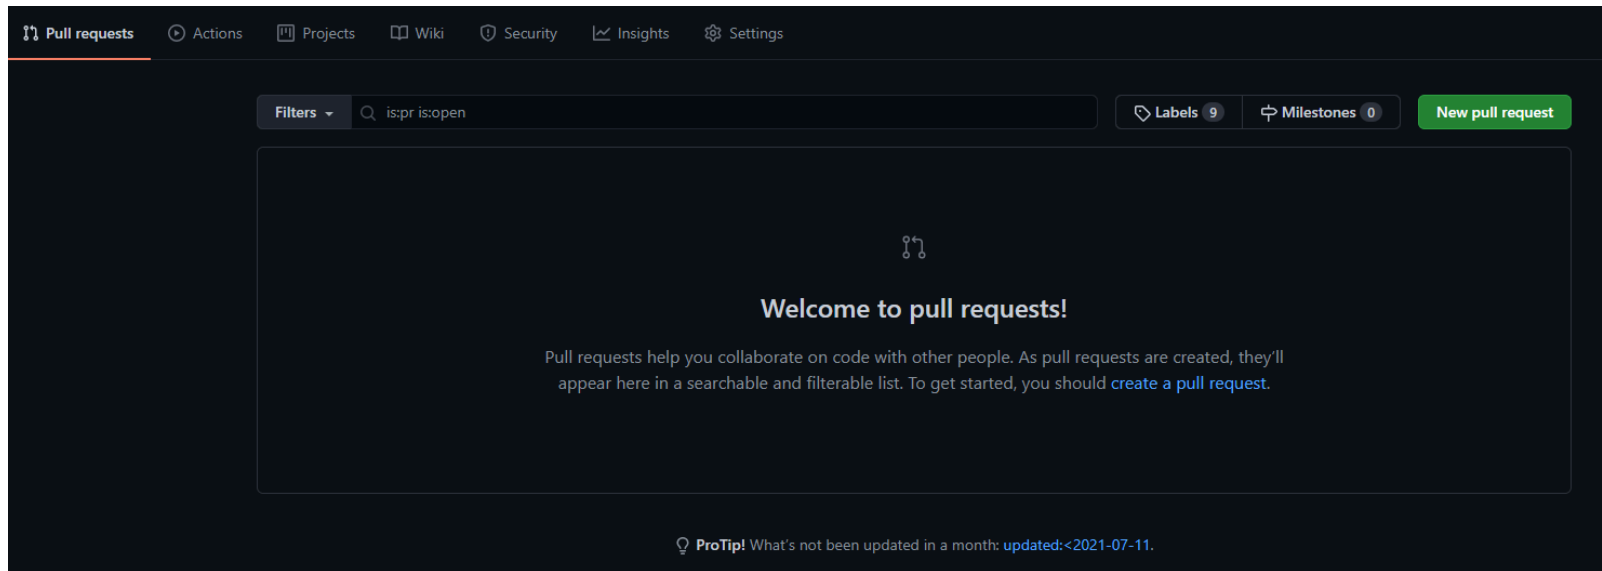 Pull requests Actions Projects Wiki Security Insights Settings
Filters is:pr is:open Labels 9 Milestones 0 New pull request
Welcome to pull requests!
Pull requests help you collaborate on code with other people. As pull requests are created, they'll
appear here in a searchable and filterable list. To get started, you should create a pull request.
ProTip! What's not been updated in a month: updated:<2021-07-11.